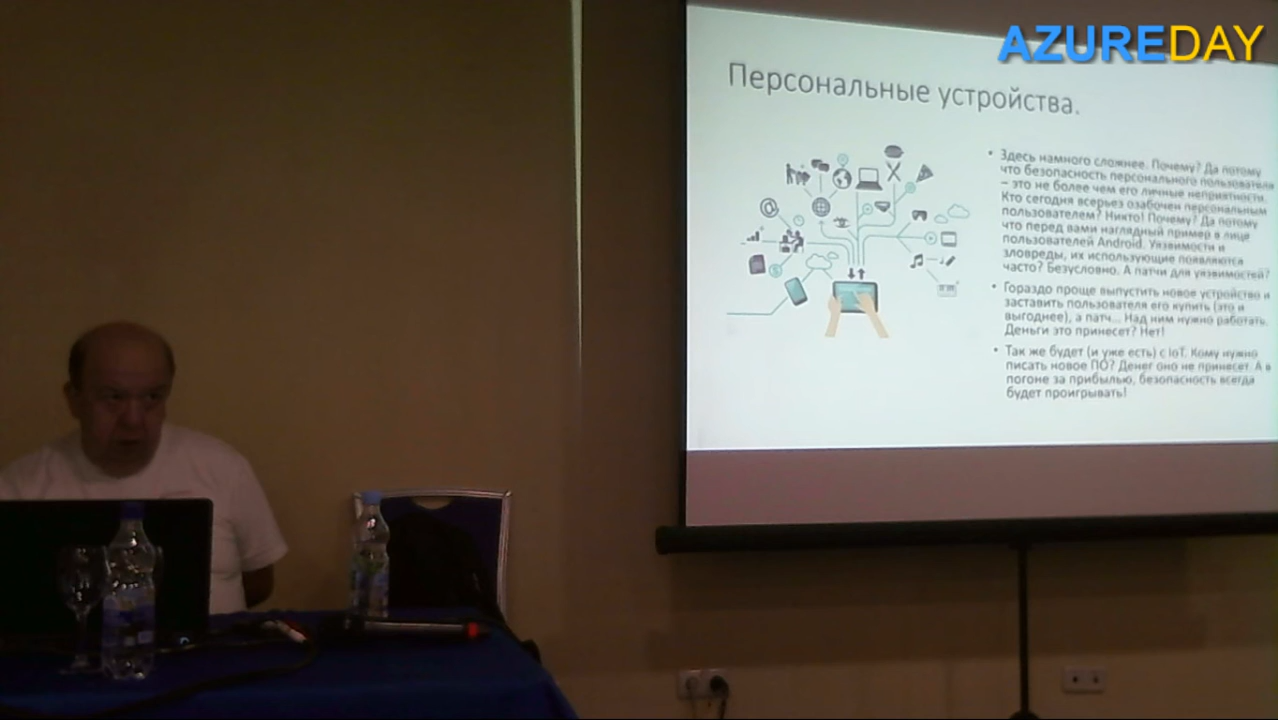 AZUREDAY
Персональные устройства.
• Здесь намного сложнее. Почему? Да потому
что безопасность персонального пользователя
– это не более чем его личные неприятности.
Кто сегодня всерьез озабочен персональным
пользователем? Никто! Почему? Да потому
что перед вами наглядный пример в лице
пользователей Android. Уязвимости и
зловреды, их использующие появляются
часто? Безусловно. А патчи для уязвимостей?
• Гораздо проще выпустить новое устройство и
заставить пользователя его купить (это и
выгоднее), а патч... Над ним нужно работать.
Деньги это принесет? Нет!
• Так же будет (и уже есть) с IoT. Кому нужно
писать новое ПО? Денег оно не принесет. А в
погоне за прибылью, безопасность всегда
будет проигрывать!